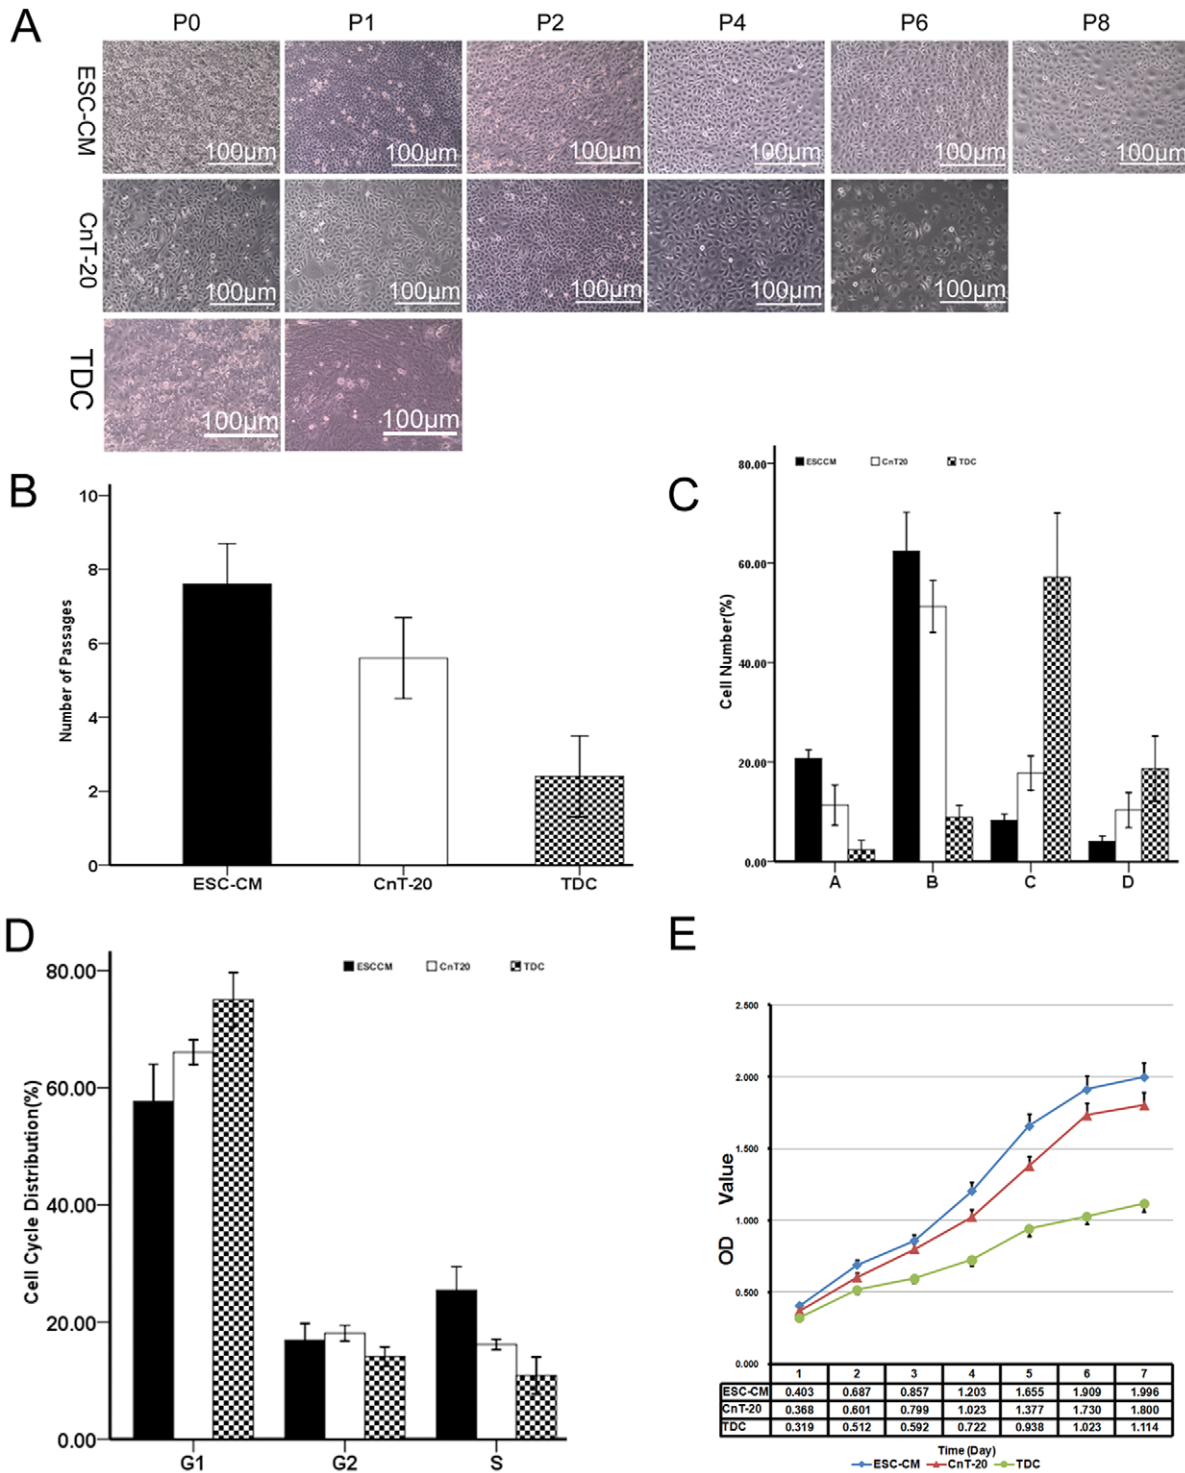 A
P0 P1 P2 P4 P6 P8
ESC-CM
100μm 100μm 100μm 100μm 100μm 100μm
CnT-20
100μm 100μm 100μm 100μm 100μm
TDC
100μm 100μm
B
Number of Passages
10
8
6
4
2
0
ESC-CM CnT-20 TDC
C
ESCCM CnT20 TDC
Cell Number(%)
80.00
60.00
40.00
20.00
0.00
A B C D
D
ESCCM CnT20 TDC
Cell Cycle Distribution(%)
80.00
60.00
40.00
20.00
0.00
G1 G2 S
E
OD Value
2.500
2.000
1.500
1.000
0.500
0.000
1 2 3 4 5 6 7
ESC-CM 0.403 0.687 0.857 1.203 1.655 1.909 1.996
CnT-20 0.368 0.601 0.799 1.023 1.377 1.730 1.800
TDC 0.319 0.512 0.592 0.722 0.938 1.023 1.114
Time (Day)
ESC-CM CnT-20 TDC